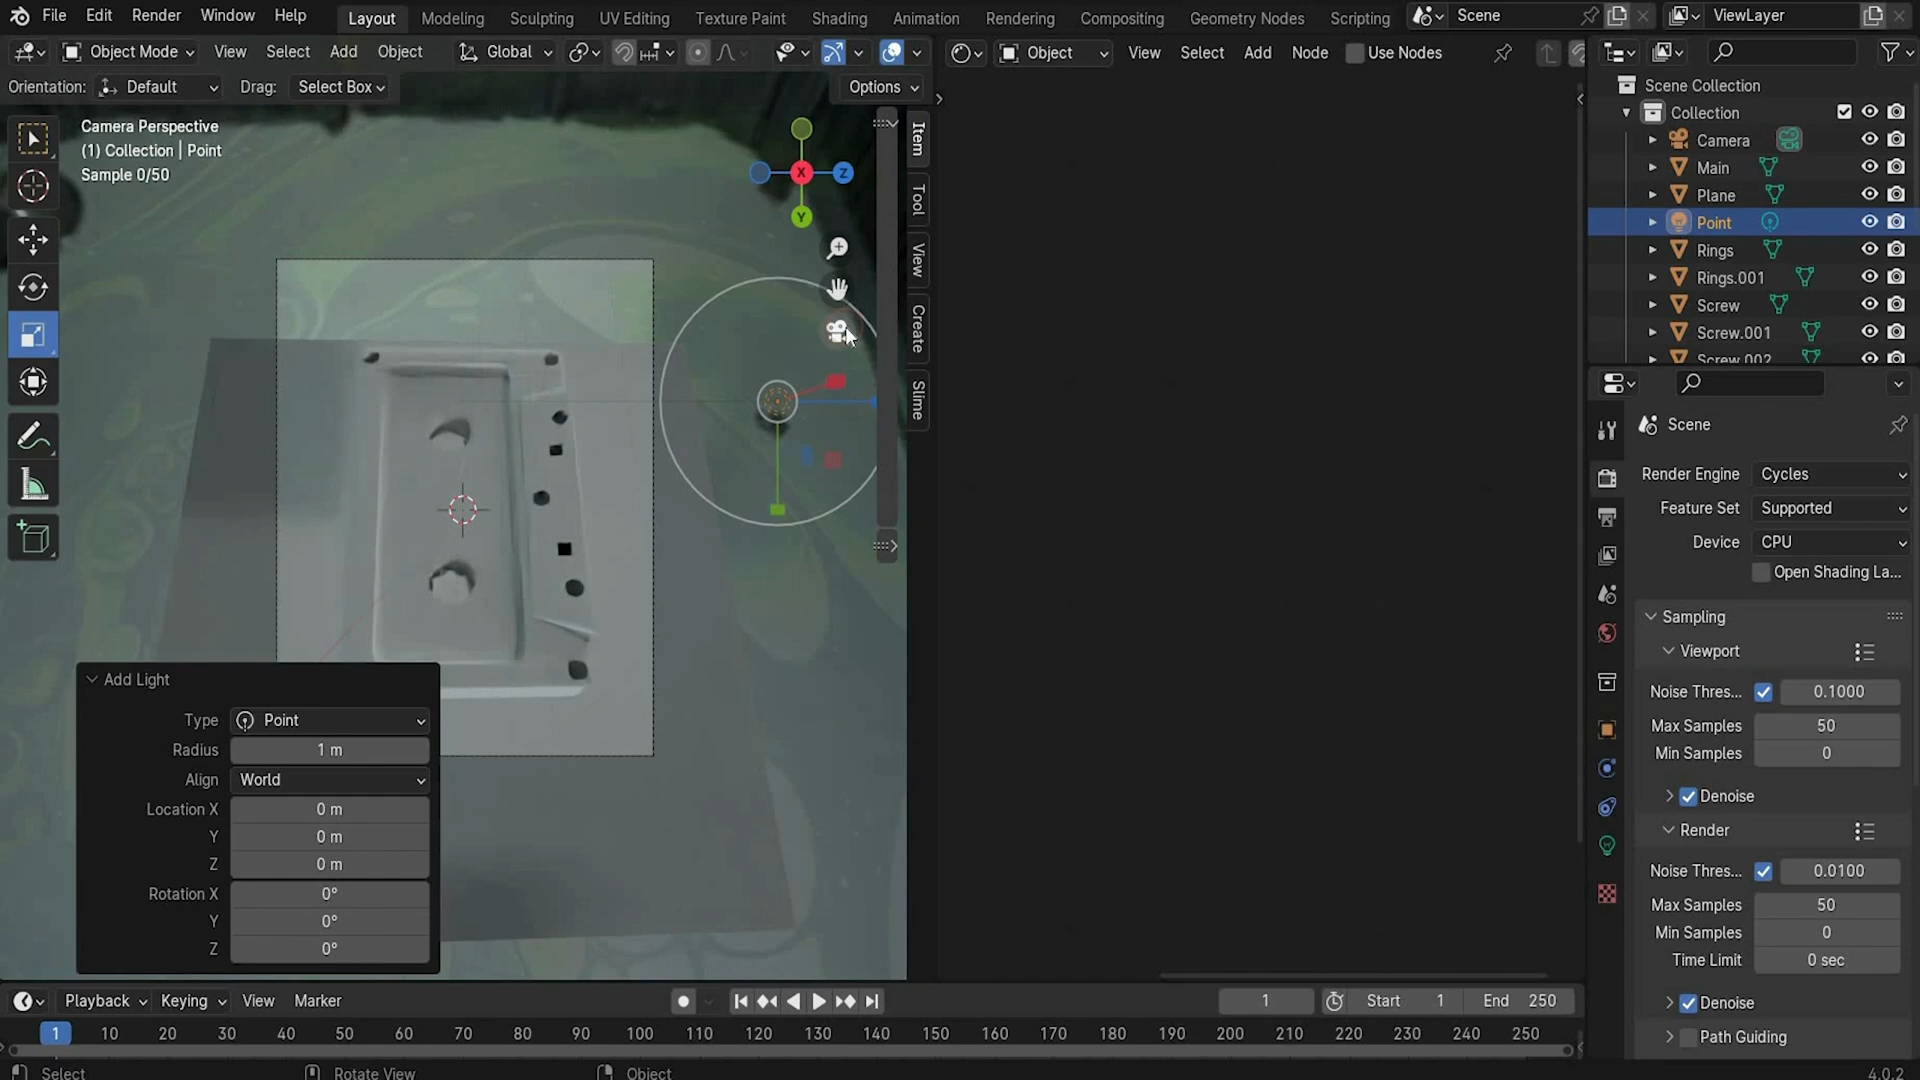 File Edit Render Window Help Layout Modeling Sculpting UV Editing Texture Paint Shading Animation Rendering Compositing Geometry Nodes Scripting Scene ViewLayer
Object Mode View Select Add Object Global Object View Select Add Node Use Nodes
Orientation: Default Drag: Select Box Options
Camera Perspective
(1) Collection | Point
Sample 0/50
X
Z
Y
Item
Tool
View
Create
Slime
Add Light
Type Point
Radius 1 m
Align World
Location X 0 m
Y 0 m
Z 0 m
Rotation X 0°
Y 0°
Z 0°
Scene Collection
Collection
Camera
Main
Plane
Point
Rings
Rings.001
Screw
Screw.001
Screw.002
Scene
Render Engine Cycles
Feature Set Supported
Device CPU
Open Shading La...
Sampling
Viewport
Noise Thres... 0.1000
Max Samples 50
Min Samples 0
Denoise
Render
Noise Thres... 0.0100
Max Samples 50
Min Samples 0
Time Limit 0 sec
Denoise
Path Guiding
Playback Keying View Marker 1 Start 1 End 250
1 10 20 30 40 50 60 70 80 90 100 110 120 130 140 150 160 170 180 190 200 210 220 230 240 250
Select Rotate View Object 4.0.2